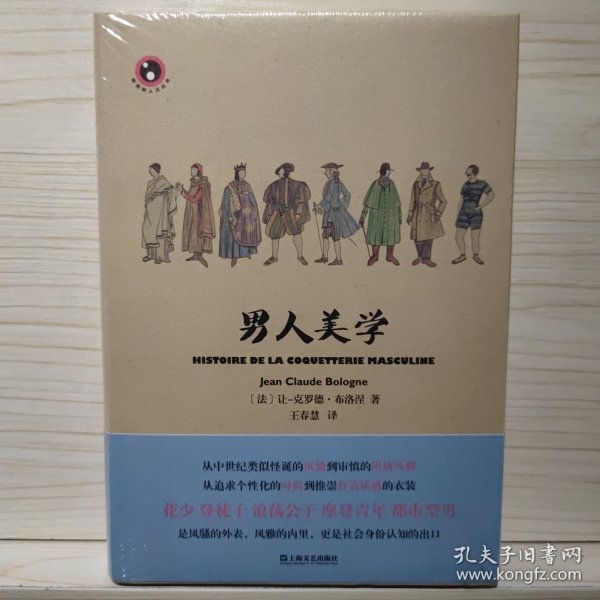 男人美学
HISTOIRE DE LA COQUETTERIE MASCULINE
Jean Claude Bologne
〔法〕让-克罗德·布洛涅 著
王春慧 译
从中世纪类似怪诞的风骚到审慎的附庸风雅
从追求个性化的时尚到推崇舒适质感的衣装
花少 登徒子 浪荡公子 摩登青年 都市型男
是风骚的外表，风雅的内里，更是社会身份认知的出口
上海文艺出版社
孔夫子旧书网
www.kongfz.com